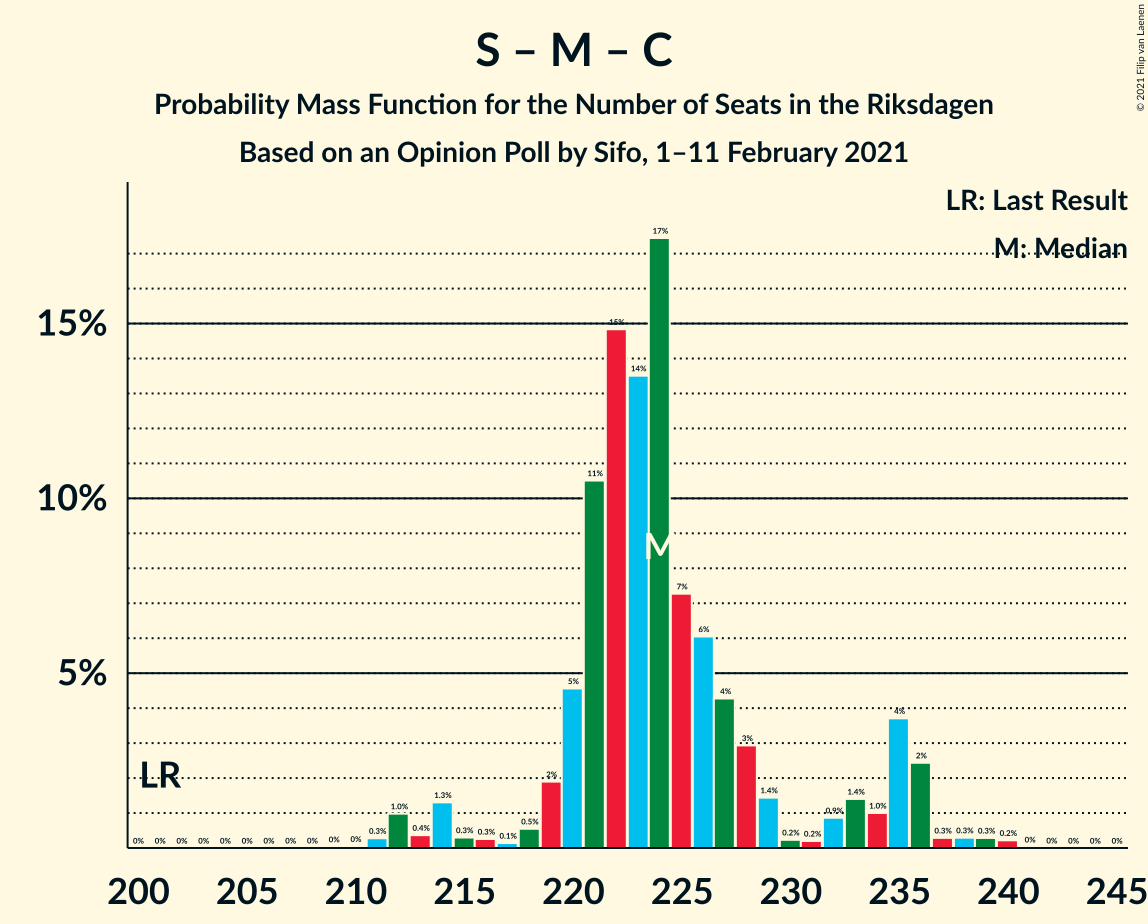 S – M – C
Probability Mass Function for the Number of Seats in the Riksdagen
Based on an Opinion Poll by Sifo, 1–11 February 2021
© 2021 Filip van Laenen
LR: Last Result
M: Median
15%
10%
5%
LR
M
0% 0% 0% 0% 0% 0% 0% 0% 0% 0% 0% 0.3% 1.0% 0.4% 1.3% 0.3% 0.3% 0.1% 0.5% 2% 5% 11% 15% 14% 17% 7% 6% 4% 3% 1.4% 0.2% 0.2% 0.9% 1.4% 1.0% 4% 2% 0.3% 0.3% 0.3% 0.2% 0% 0% 0% 0% 0%
200 205 210 215 220 225 230 235 240 245